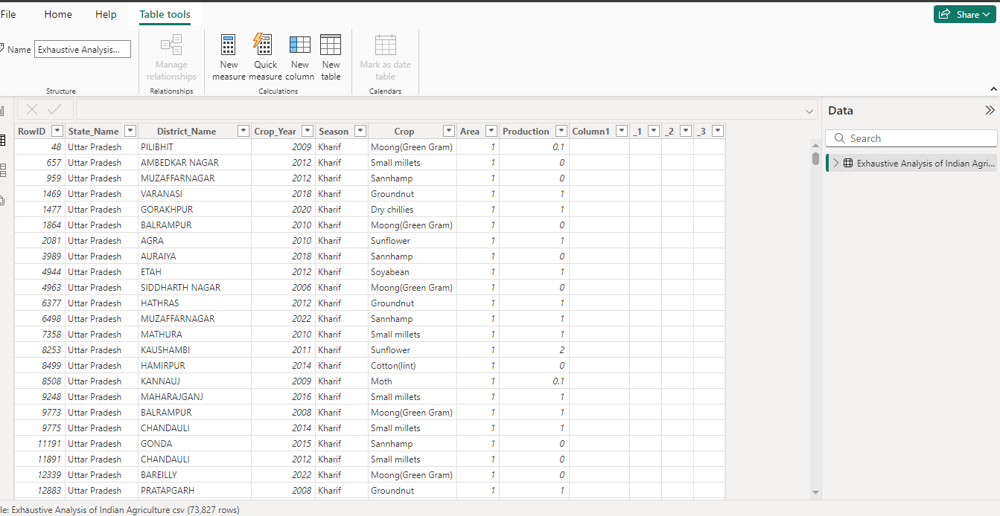 File Home Help Table tools Share
Name Exhaustive Analysis...
Manage relationships
New measure
Quick measure
New column
New table
Mark as date table
Structure Relationships Calculations Calendars
Data
Search
Exhaustive Analysis of Indian Agri...
RowID State_Name District_Name Crop_Year Season Crop Area Production Column1 _1 _2 _3
48 Uttar Pradesh PILIBHIT 2009 Kharif Moong(Green Gram) 1 0.1
657 Uttar Pradesh AMBEDKAR NAGAR 2012 Kharif Small millets 1 0
959 Uttar Pradesh MUZAFFARNAGAR 2012 Kharif Sannhamp 1 0
1469 Uttar Pradesh VARANASI 2018 Kharif Groundnut 1 1
1477 Uttar Pradesh GORAKHPUR 2020 Kharif Dry chillies 1 1
1864 Uttar Pradesh BALRAMPUR 2010 Kharif Moong(Green Gram) 1 0
2081 Uttar Pradesh AGRA 2010 Kharif Sunflower 1 1
3989 Uttar Pradesh AURAIYA 2018 Kharif Sannhamp 1 0
4944 Uttar Pradesh ETAH 2012 Kharif Soyabean 1 1
4963 Uttar Pradesh SIDDHARTH NAGAR 2006 Kharif Moong(Green Gram) 1 0
6377 Uttar Pradesh HATHRAS 2012 Kharif Groundnut 1 1
6498 Uttar Pradesh MUZAFFARNAGAR 2022 Kharif Sannhamp 1 1
7358 Uttar Pradesh MATHURA 2010 Kharif Small millets 1 1
8253 Uttar Pradesh KAUSHAMBI 2011 Kharif Sunflower 1 2
8499 Uttar Pradesh HAMIRPUR 2014 Kharif Cotton(lint) 1 0
8508 Uttar Pradesh KANNAUJ 2009 Kharif Moth 1 0.1
9248 Uttar Pradesh MAHARAJGANJ 2016 Kharif Small millets 1 1
9773 Uttar Pradesh BALRAMPUR 2008 Kharif Moong(Green Gram) 1 1
9775 Uttar Pradesh CHANDAULI 2014 Kharif Small millets 1 1
11191 Uttar Pradesh GONDA 2015 Kharif Sannhamp 1 0
11891 Uttar Pradesh CHANDAULI 2012 Kharif Small millets 1 0
12339 Uttar Pradesh BAREILLY 2022 Kharif Moong(Green Gram) 1 0
12883 Uttar Pradesh PRATAPGARH 2008 Kharif Groundnut 1 1
le: Exhaustive Analysis of Indian Agriculture csv (73,827 rows)